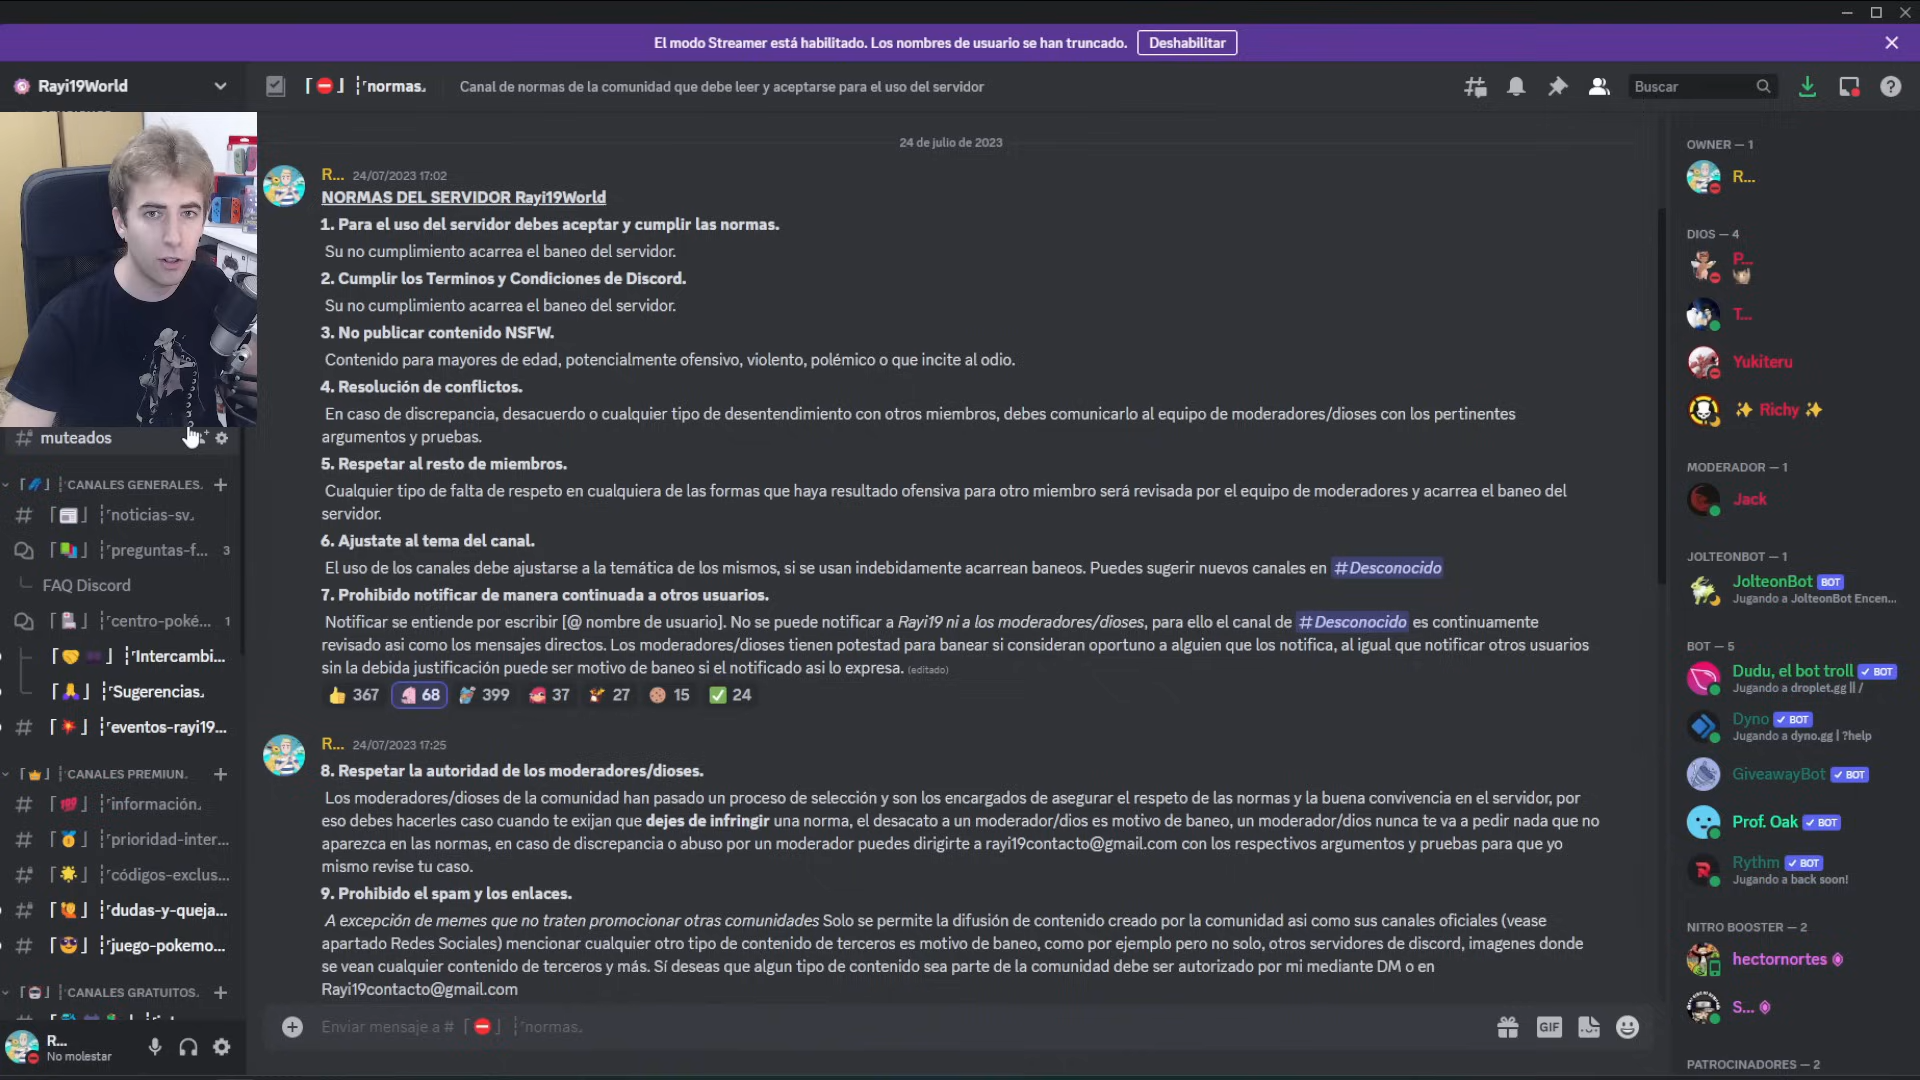 El modo Streamer está habilitado. Los nombres de usuario se han truncado.
Deshabilitar
Rayi19World
normas.
Canal de normas de la comunidad que debe leer y aceptarse para el uso del servidor
Buscar
muteados
CANALES GENERALES.
noticias-sv.
preguntas-f... 3
FAQ Discord
centro-poké... 1
Intercambi...
Sugerencias.
eventos-rayi19...
CANALES PREMIUN.
información.
prioridad-inter...
códigos-exclus...
dudas-y-queja...
juego-pokemo...
CANALES GRATUITOS.
R...
No molestar
24 de julio de 2023
R... 24/07/2023 17:02
NORMAS DEL SERVIDOR Rayi19World
1. Para el uso del servidor debes aceptar y cumplir las normas.
Su no cumplimiento acarrea el baneo del servidor.
2. Cumplir los Terminos y Condiciones de Discord.
Su no cumplimiento acarrea el baneo del servidor.
3. No publicar contenido NSFW.
Contenido para mayores de edad, potencialmente ofensivo, violento, polémico o que incite al odio.
4. Resolución de conflictos.
En caso de discrepancia, desacuerdo o cualquier tipo de desentendimiento con otros miembros, debes comunicarlo al equipo de moderadores/dioses con los pertinentes
argumentos y pruebas.
5. Respetar al resto de miembros.
Cualquier tipo de falta de respeto en cualquiera de las formas que haya resultado ofensiva para otro miembro será revisada por el equipo de moderadores y acarrea el baneo del
servidor.
6. Ajustate al tema del canal.
El uso de los canales debe ajustarse a la temática de los mismos, si se usan indebidamente acarrean baneos. Puedes sugerir nuevos canales en #Desconocido
7. Prohibido notificar de manera continuada a otros usuarios.
Notificar se entiende por escribir [@ nombre de usuario]. No se puede notificar a Rayi19 ni a los moderadores/dioses, para ello el canal de #Desconocido es continuamente
revisado asi como los mensajes directos. Los moderadores/dioses tienen potestad para banear si consideran oportuno a alguien que los notifica, al igual que notificar otros usuarios
sin la debida justificación puede ser motivo de baneo si el notificado asi lo expresa. (editado)
367 68 399 37 27 15 24
R... 24/07/2023 17:25
8. Respetar la autoridad de los moderadores/dioses.
Los moderadores/dioses de la comunidad han pasado un proceso de selección y son los encargados de asegurar el respeto de las normas y la buena convivencia en el servidor, por
eso debes hacerles caso cuando te exijan que dejes de infringir una norma, el desacato a un moderador/dios es motivo de baneo, un moderador/dios nunca te va a pedir nada que no
aparezca en las normas, en caso de discrepancia o abuso por un moderador puedes dirigirte a rayi19contacto@gmail.com con los respectivos argumentos y pruebas para que yo
mismo revise tu caso.
9. Prohibido el spam y los enlaces.
A excepción de memes que no traten promocionar otras comunidades Solo se permite la difusión de contenido creado por la comunidad asi como sus canales oficiales (vease
apartado Redes Sociales) mencionar cualquier otro tipo de contenido de terceros es motivo de baneo, como por ejemplo pero no solo, otros servidores de discord, imagenes donde
se vean cualquier contenido de terceros y más. Sí deseas que algun tipo de contenido sea parte de la comunidad debe ser autorizado por mi mediante DM o en
Rayi19contacto@gmail.com
Enviar mensaje a # normas.
GIF
OWNER — 1
R...
DIOS — 4
P...
T...
Yukiteru
Richy
MODERADOR — 1
Jack
JOLTEONBOT — 1
JolteonBot BOT
Jugando a JolteonBot Encen...
BOT — 5
Dudu, el bot troll BOT
Jugando a droplet.gg || /
Dyno BOT
Jugando a dyno.gg | ?help
GiveawayBot BOT
Prof. Oak BOT
Rythm BOT
Jugando a back soon!
NITRO BOOSTER — 2
hectornortes
S...
PATROCINADORES — 2